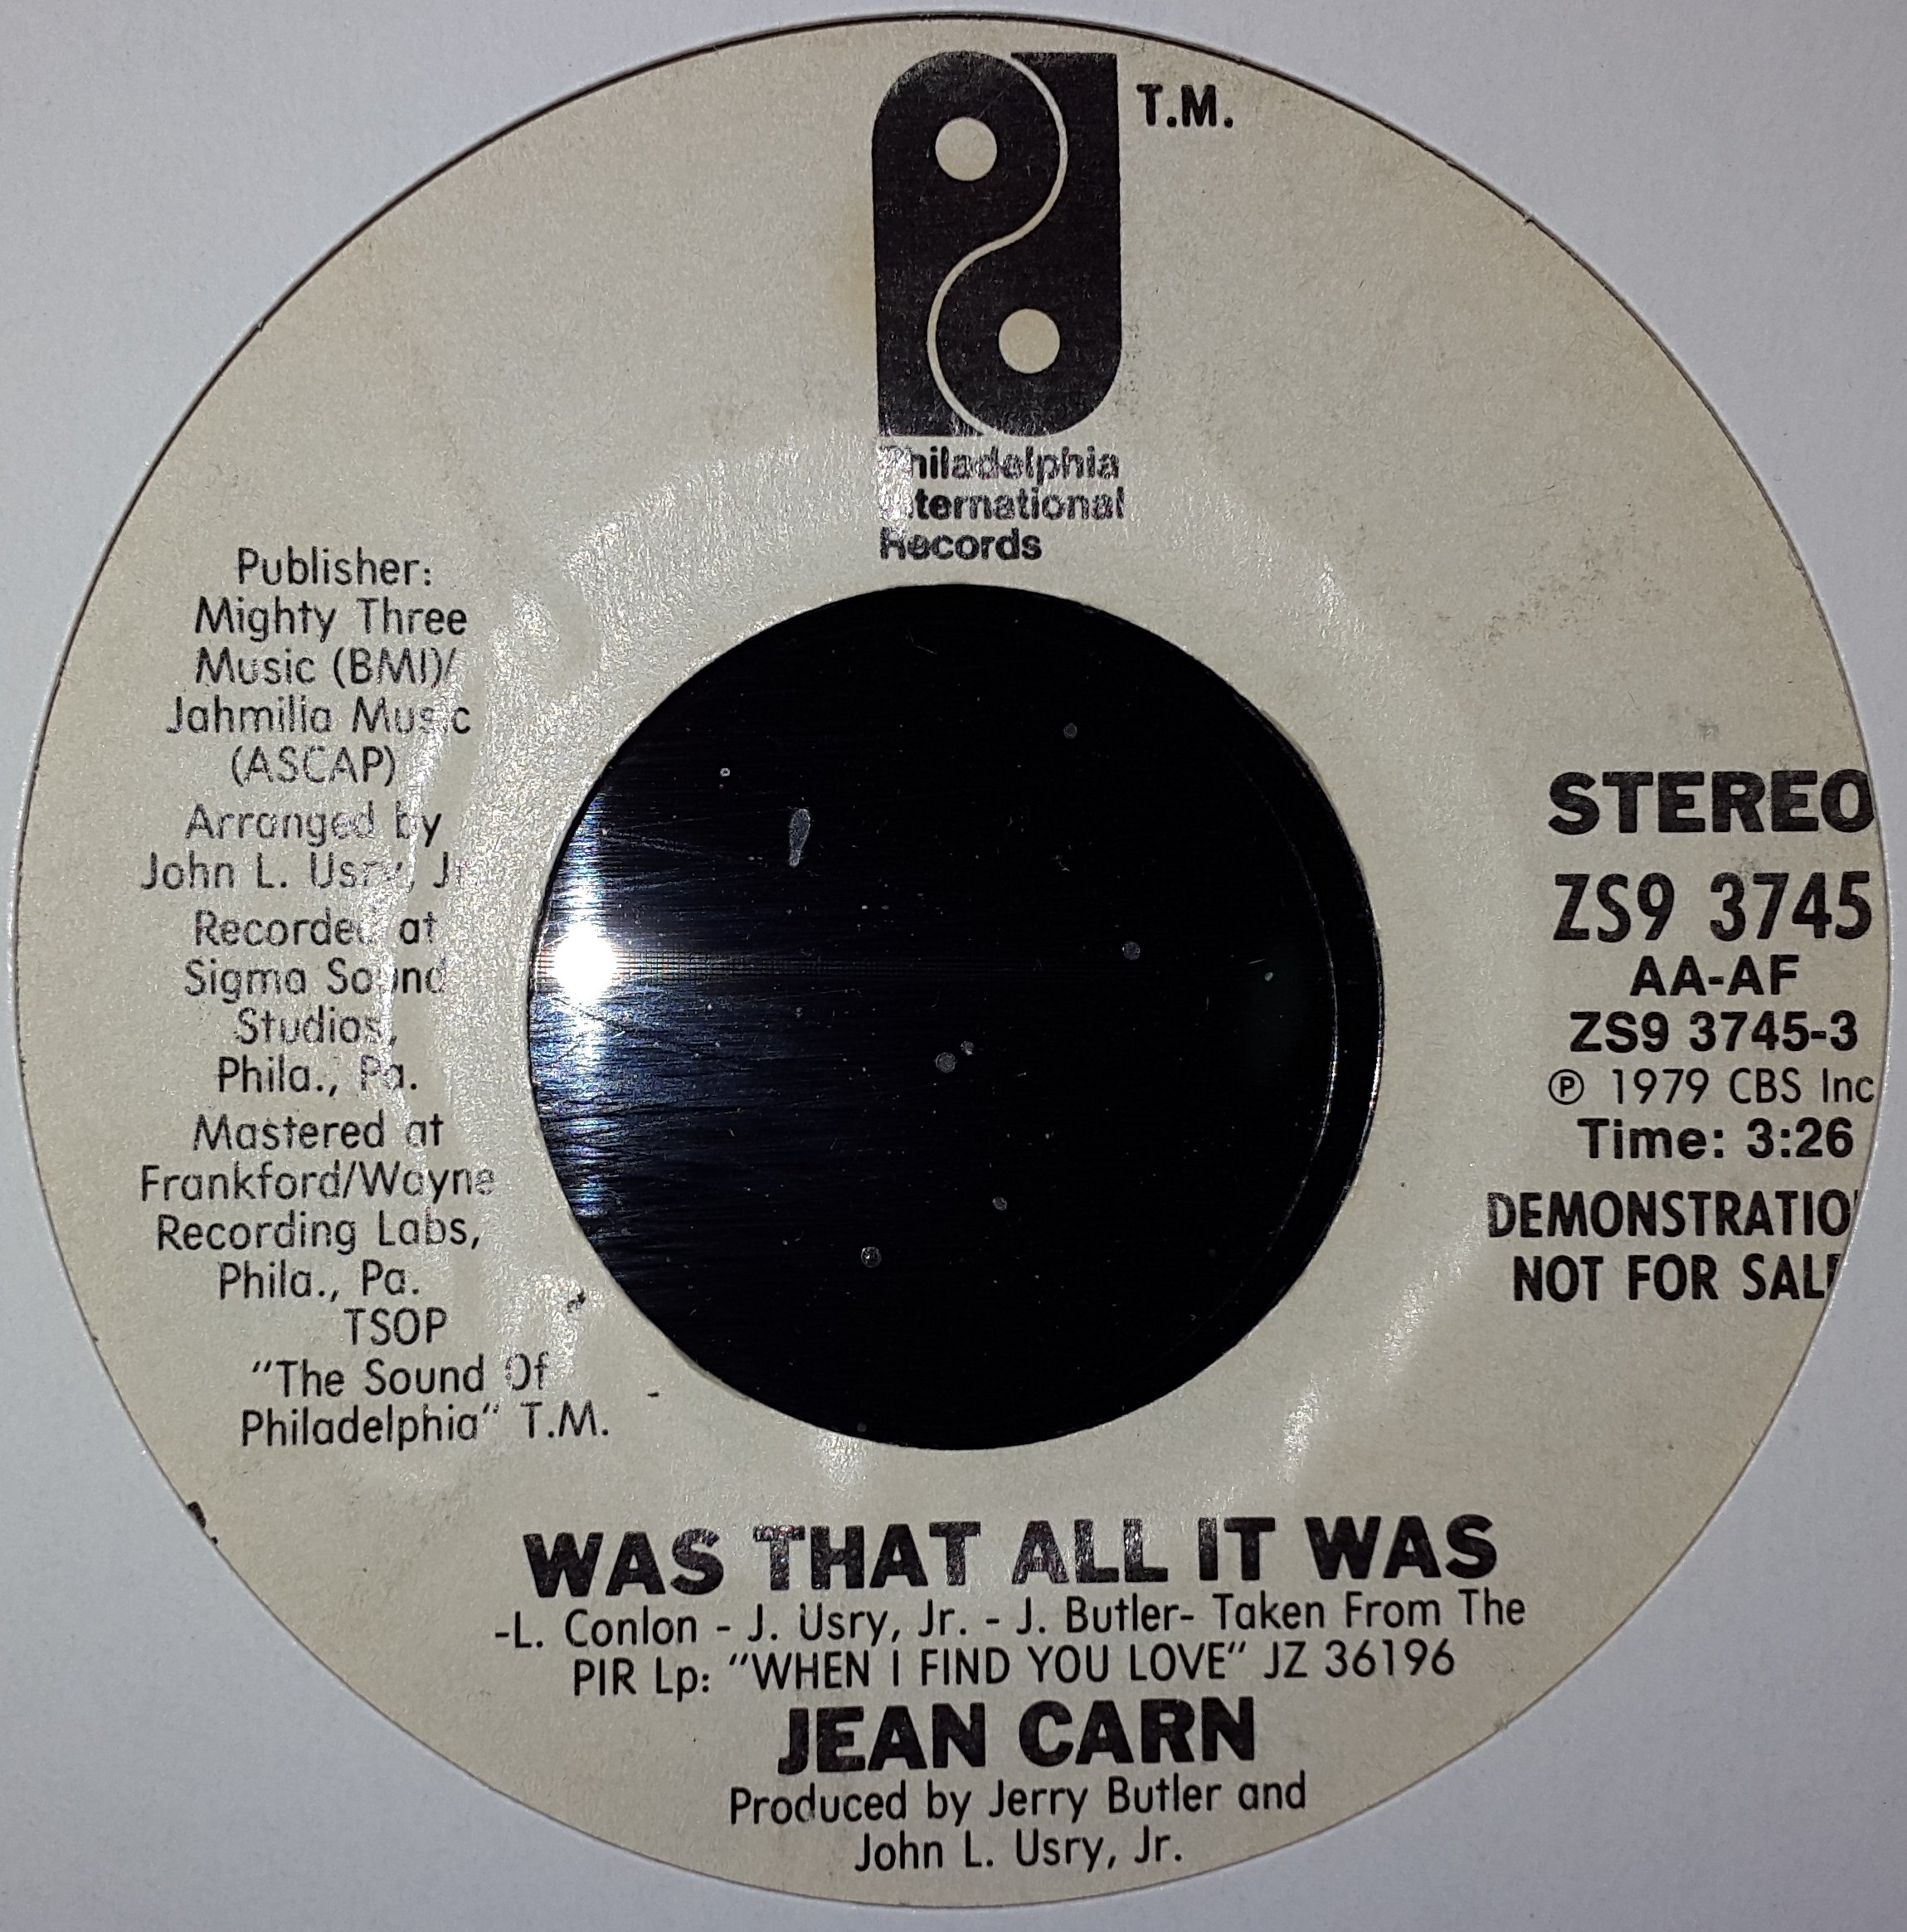 T.M.
Philadelphia
International
Records
Publisher:
Mighty Three
Music (BMI)/
Jahmilla Music
(ASCAP)
Arranged by
John L. Usry, Jr.
Recorded at
Sigma Sound
Studios,
Phila., Pa.
Mastered at
Frankford/Wayne
Recording Labs,
Phila., Pa.
TSOP
"The Sound Of
Philadelphia" T.M.
STEREO
ZS9 3745
AA-AF
ZS9 3745-3
℗ 1979 CBS Inc
Time: 3:26
DEMONSTRATIO
NOT FOR SALE
WAS THAT ALL IT WAS
-L. Conlon - J. Usry, Jr. - J. Butler- Taken From The
PIR Lp: "WHEN I FIND YOU LOVE" JZ 36196
JEAN CARN
Produced by Jerry Butler and
John L. Usry, Jr.